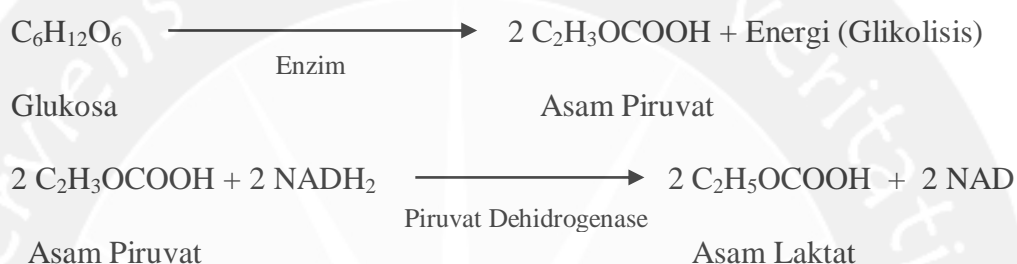 C₆H₁₂O₆ ⟶ 2 C₂H₃OCOOH + Energi (Glikolisis)
Enzim
Glukosa Asam Piruvat
2 C₂H₃OCOOH + 2 NADH₂ ⟶ 2 C₂H₅OCOOH + 2 NAD
Piruvat Dehidrogenase
Asam Piruvat Asam Laktat